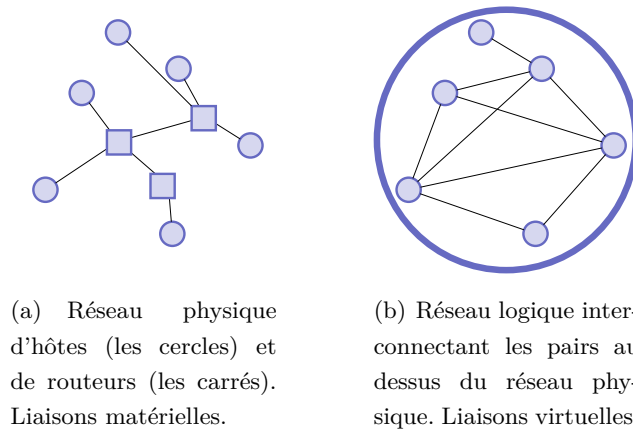 (a) Réseau physique
d'hôtes (les cercles) et
de routeurs (les carrés).
Liaisons matérielles.
(b) Réseau logique inter-
connectant les pairs au
dessus du réseau phy-
sique. Liaisons virtuelles